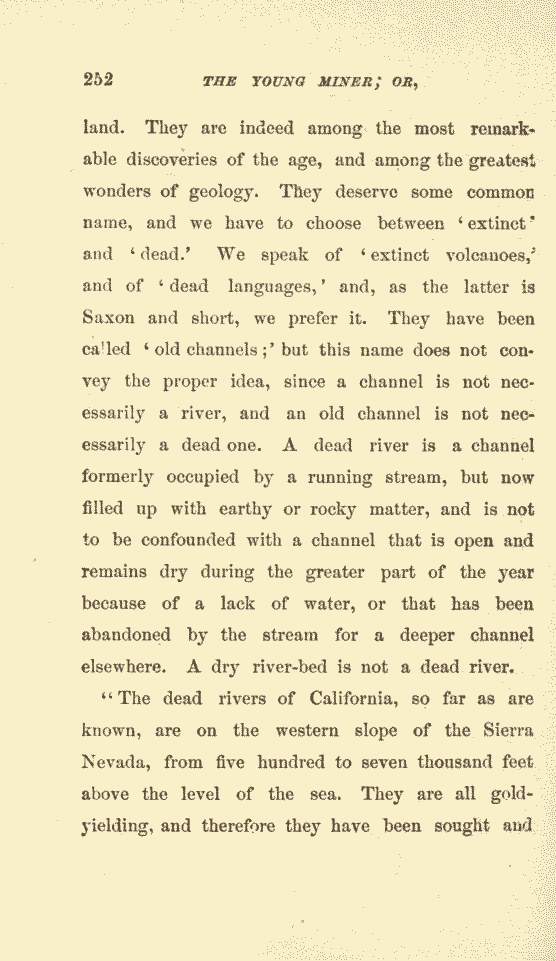 252 THE YOUNG MINER; OR,
land. They are indeed among the most remark-
able discoveries of the age, and among the greatest
wonders of geology. They deserve some common
name, and we have to choose between ‘extinct’
and ‘dead.’ We speak of ‘extinct volcanoes,’
and of ‘dead languages,’ and, as the latter is
Saxon and short, we prefer it. They have been
called ‘old channels;’ but this name does not con-
vey the proper idea, since a channel is not nec-
essarily a river, and an old channel is not nec-
essarily a dead one. A dead river is a channel
formerly occupied by a running stream, but now
filled up with earthy or rocky matter, and is not
to be confounded with a channel that is open and
remains dry during the greater part of the year
because of a lack of water, or that has been
abandoned by the stream for a deeper channel
elsewhere. A dry river-bed is not a dead river.
“The dead rivers of California, so far as are
known, are on the western slope of the Sierra
Nevada, from five hundred to seven thousand feet
above the level of the sea. They are all gold-
yielding, and therefore they have been sought and